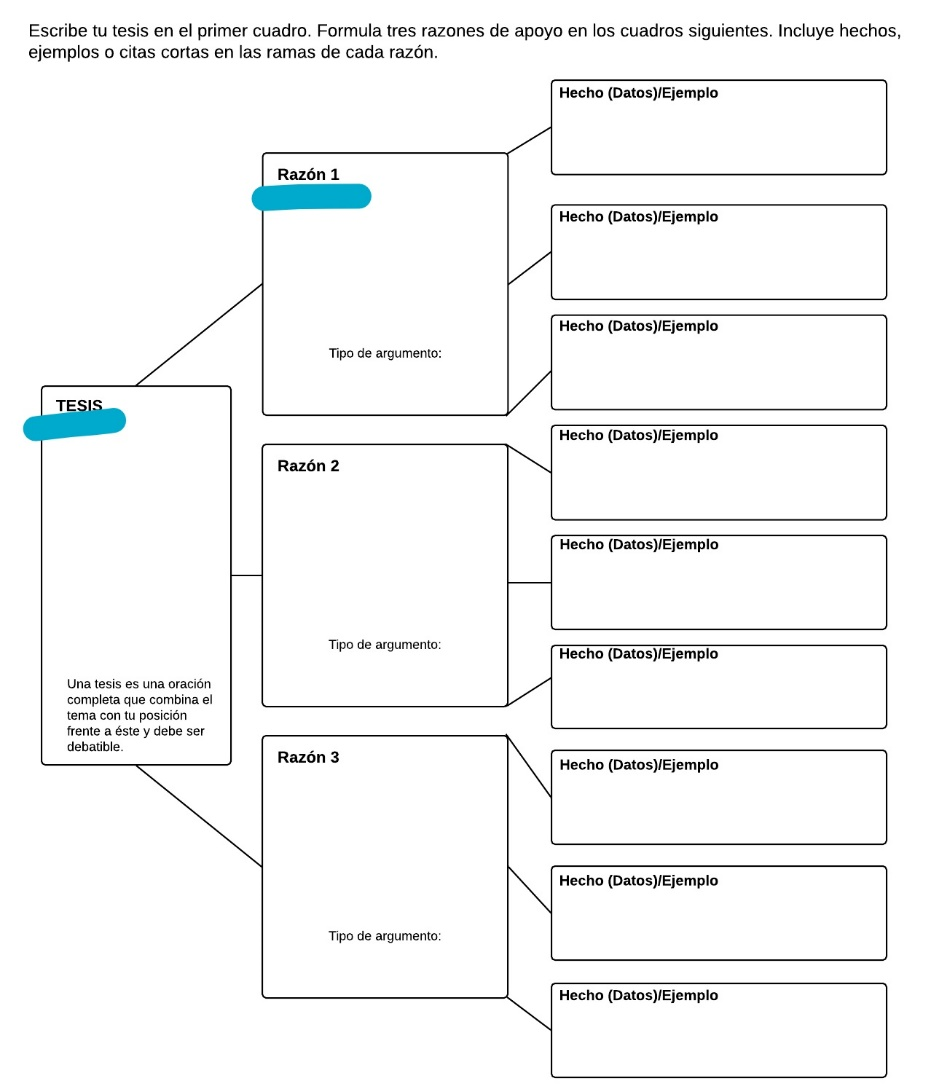 Escribe tu tesis en el primer cuadro. Formula tres razones de apoyo en los cuadros siguientes. Incluye hechos,
ejemplos o citas cortas en las ramas de cada razón.
TESIS
Una tesis es una oración
completa que combina el
tema con tu posición
frente a éste y debe ser
debatible.
Razón 1
Tipo de argumento:
Hecho (Datos)/Ejemplo
Hecho (Datos)/Ejemplo
Hecho (Datos)/Ejemplo
Razón 2
Tipo de argumento:
Hecho (Datos)/Ejemplo
Hecho (Datos)/Ejemplo
Hecho (Datos)/Ejemplo
Razón 3
Tipo de argumento:
Hecho (Datos)/Ejemplo
Hecho (Datos)/Ejemplo
Hecho (Datos)/Ejemplo